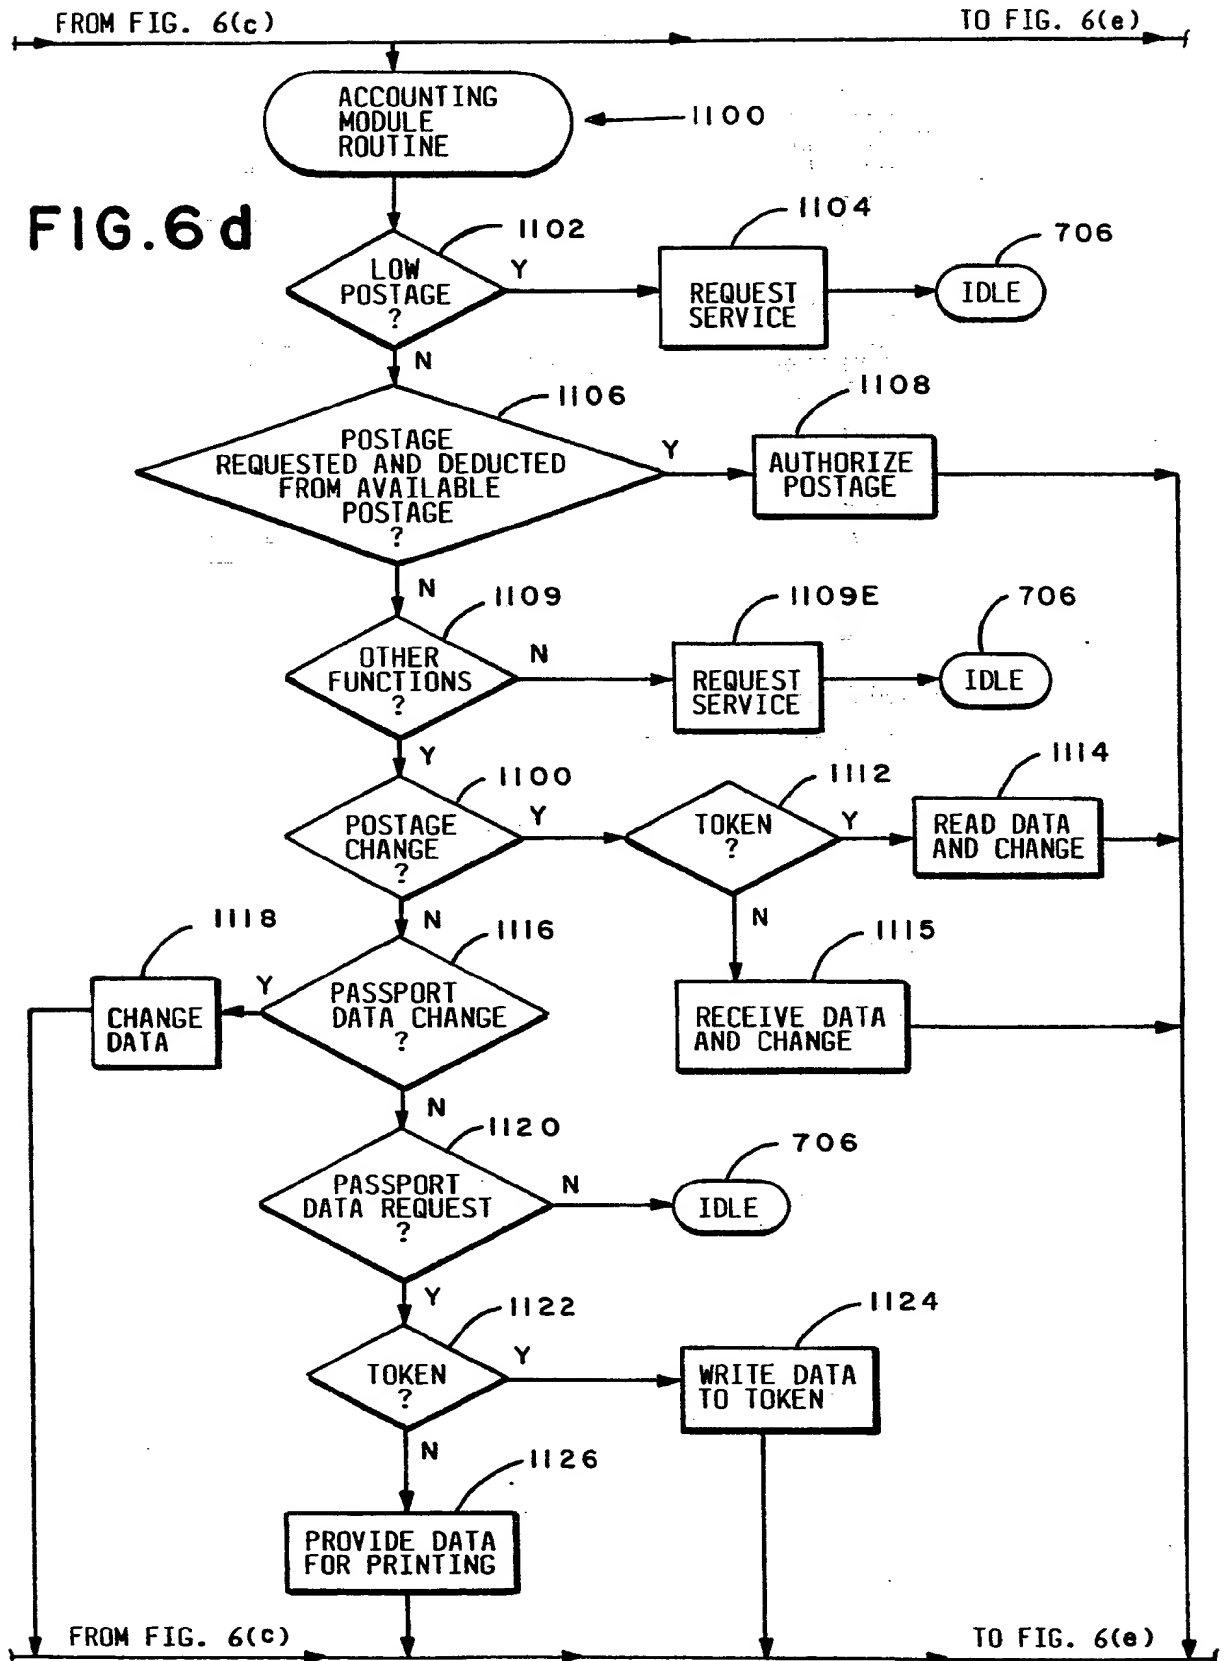 FROM FIG. 6(c)
TO FIG. 6(e)
ACCOUNTING
MODULE
ROUTINE
1100
FIG.6d
1102
LOW
POSTAGE
?
Y
1104
REQUEST
SERVICE
706
IDLE
N
1106
POSTAGE
REQUESTED AND DEDUCTED
FROM AVAILABLE
POSTAGE
?
Y
1108
AUTHORIZE
POSTAGE
N
1109
OTHER
FUNCTIONS
?
N
1109E
REQUEST
SERVICE
706
IDLE
Y
1100
POSTAGE
CHANGE
?
Y
1112
TOKEN
?
Y
1114
READ DATA
AND CHANGE
N
N
1115
RECEIVE DATA
AND CHANGE
1116
PASSPORT
DATA CHANGE
?
Y
1118
CHANGE
DATA
N
1120
PASSPORT
DATA REQUEST
?
N
706
IDLE
Y
1122
TOKEN
?
Y
1124
WRITE DATA
TO TOKEN
N
1126
PROVIDE DATA
FOR PRINTING
FROM FIG. 6(c)
TO FIG. 6(e)